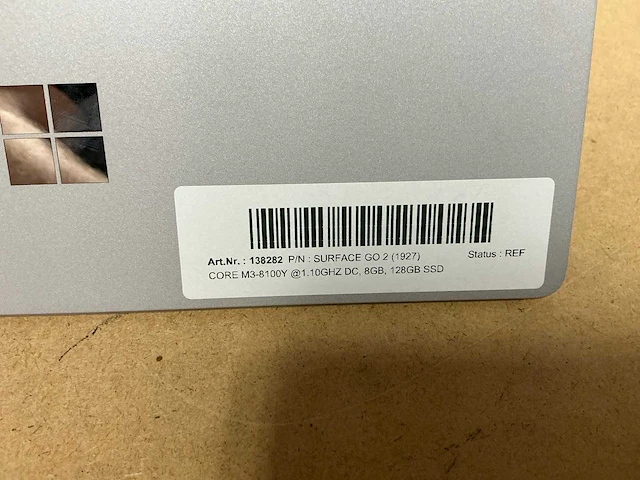 Art.Nr. : 138282 P/N : SURFACE GO 2 (1927) Status : REF
CORE M3-8100Y @1.10GHZ DC, 8GB, 128GB SSD